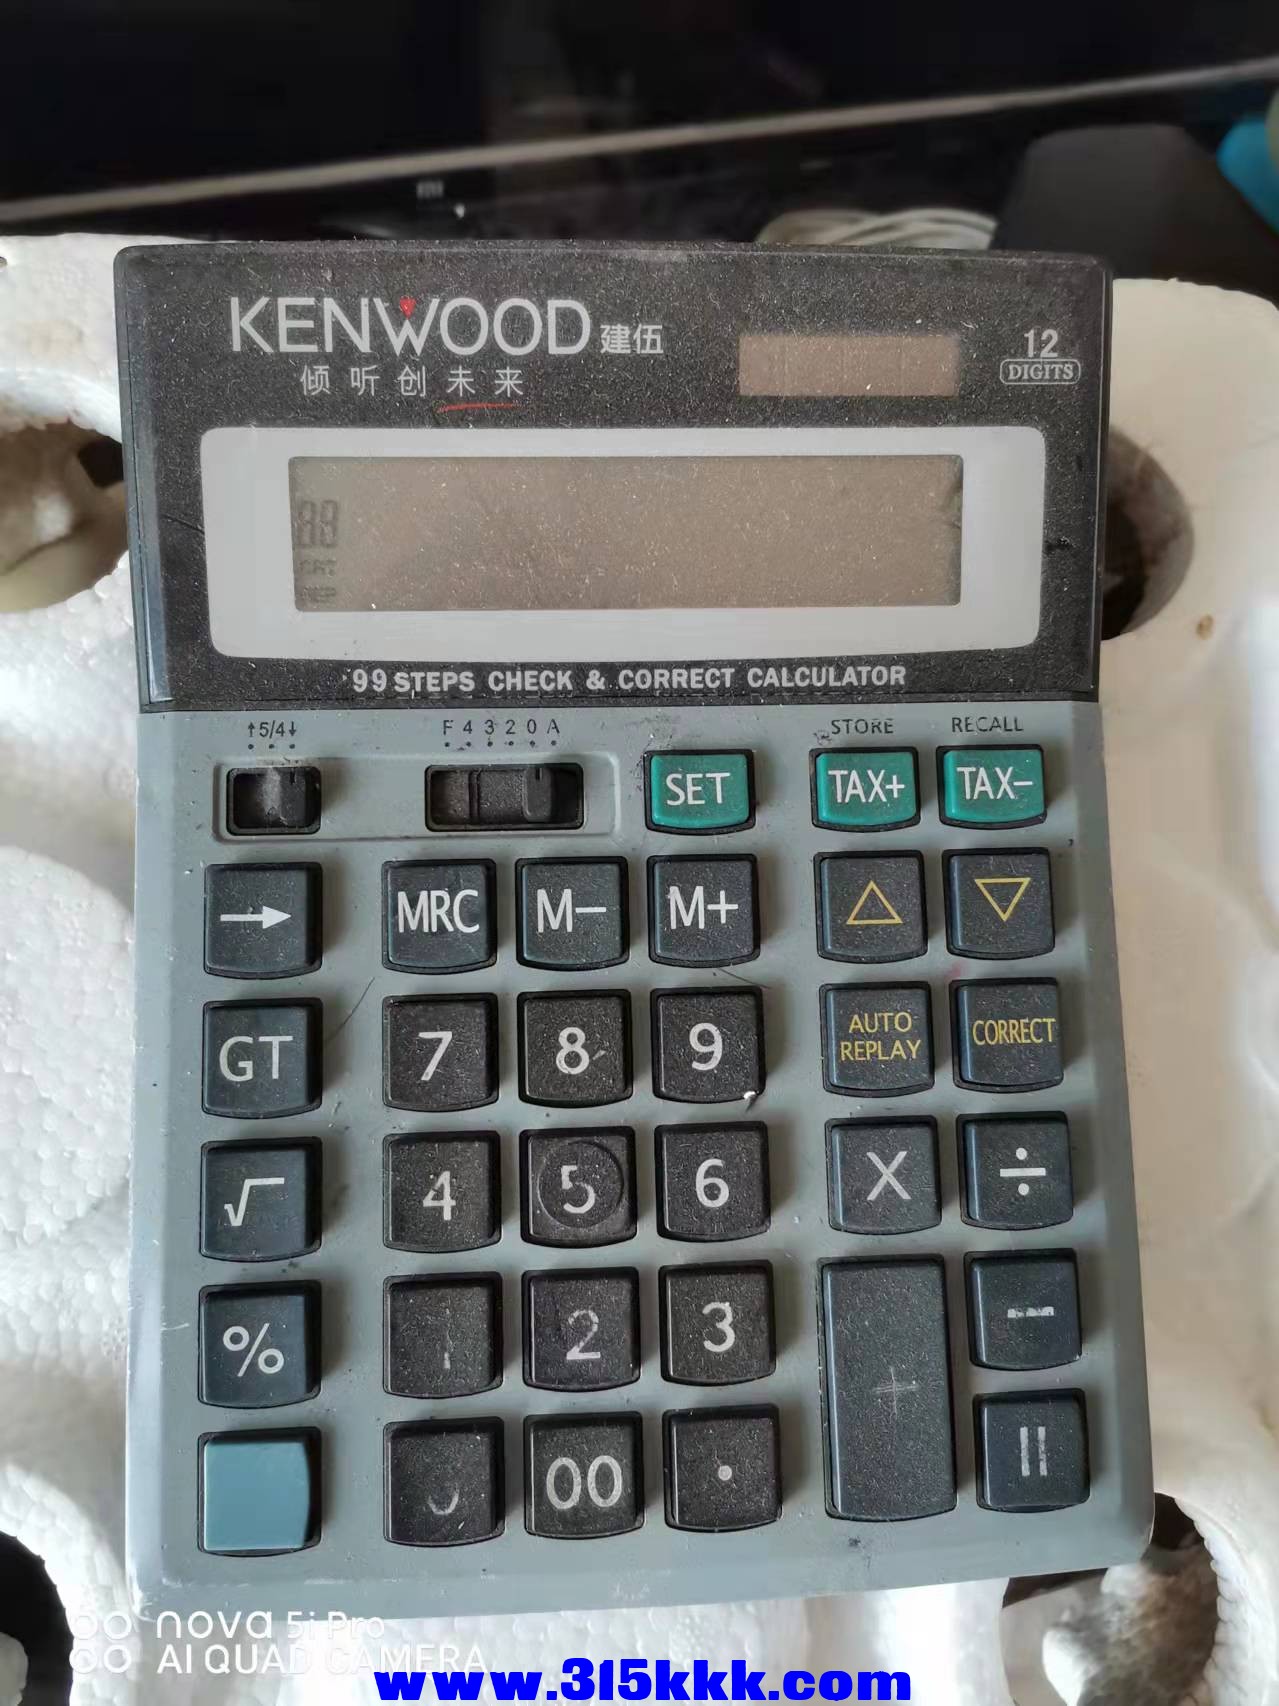 KENWOOD 建伍
倾听创未来
12
DIGITS
99 STEPS CHECK & CORRECT CALCULATOR
↑5/4↓
F 4 3 2 0 A
STORE
RECALL
SET
TAX+
TAX−
→
MRC
M−
M+
△
▽
GT
7
8
9
AUTO REPLAY
CORRECT
√
4
5
6
X
÷
%
2
3
+
−
00
.
=
nova 5i Pro
AI QUAD CAMERA
www.315kkk.com